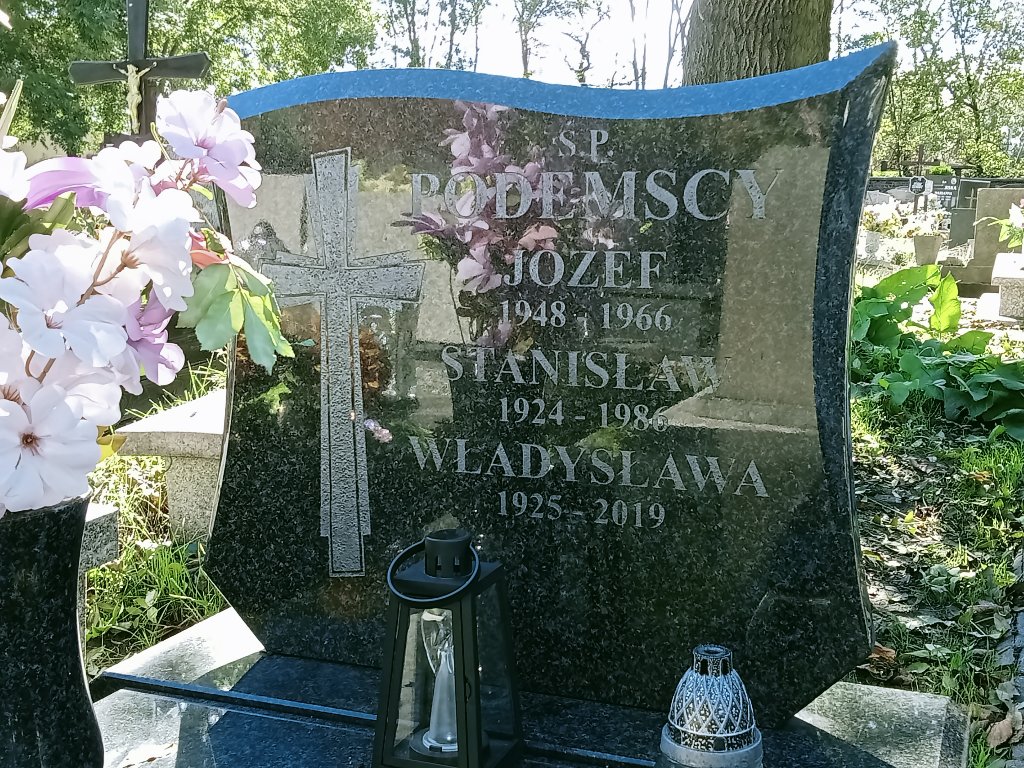 Ś.P.
PODEMSCY
JÓZEF
1948 - 1966
STANISŁAW
1924 - 1986
WŁADYSŁAWA
1925 - 2019